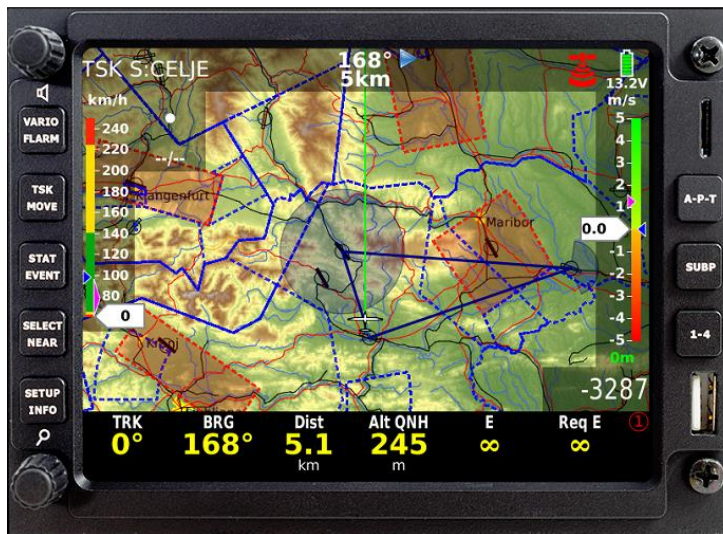 TSK S:CELJE
168°
5km
13.2V
km/h
m/s
VARIO
FLARM
TSK
MOVE
STAT
EVENT
SELECT
NEAR
SETUP
INFO
A-P-T
SUBP
1-4
240
220
200
180
160
140
120
100
80
0
--/--
Klangenfurt
Maribor
Kranj
5
4
3
2
1
0.0
-1
-2
-3
-4
-5
0m
-3287
TRK
BRG
Dist
Alt QNH
E
Req E
①
0°
168°
5.1
245
∞
∞
km
m